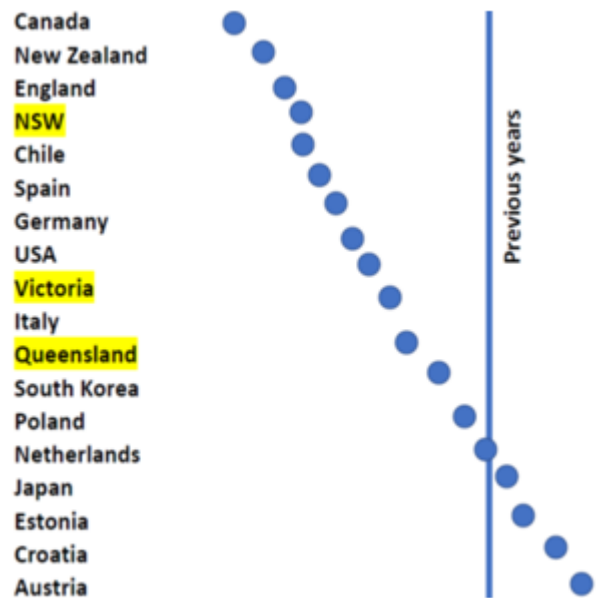 Canada
New Zealand
England
NSW
Chile
Spain
Germany
USA
Victoria
Italy
Queensland
South Korea
Poland
Netherlands
Japan
Estonia
Croatia
Austria
Previous years